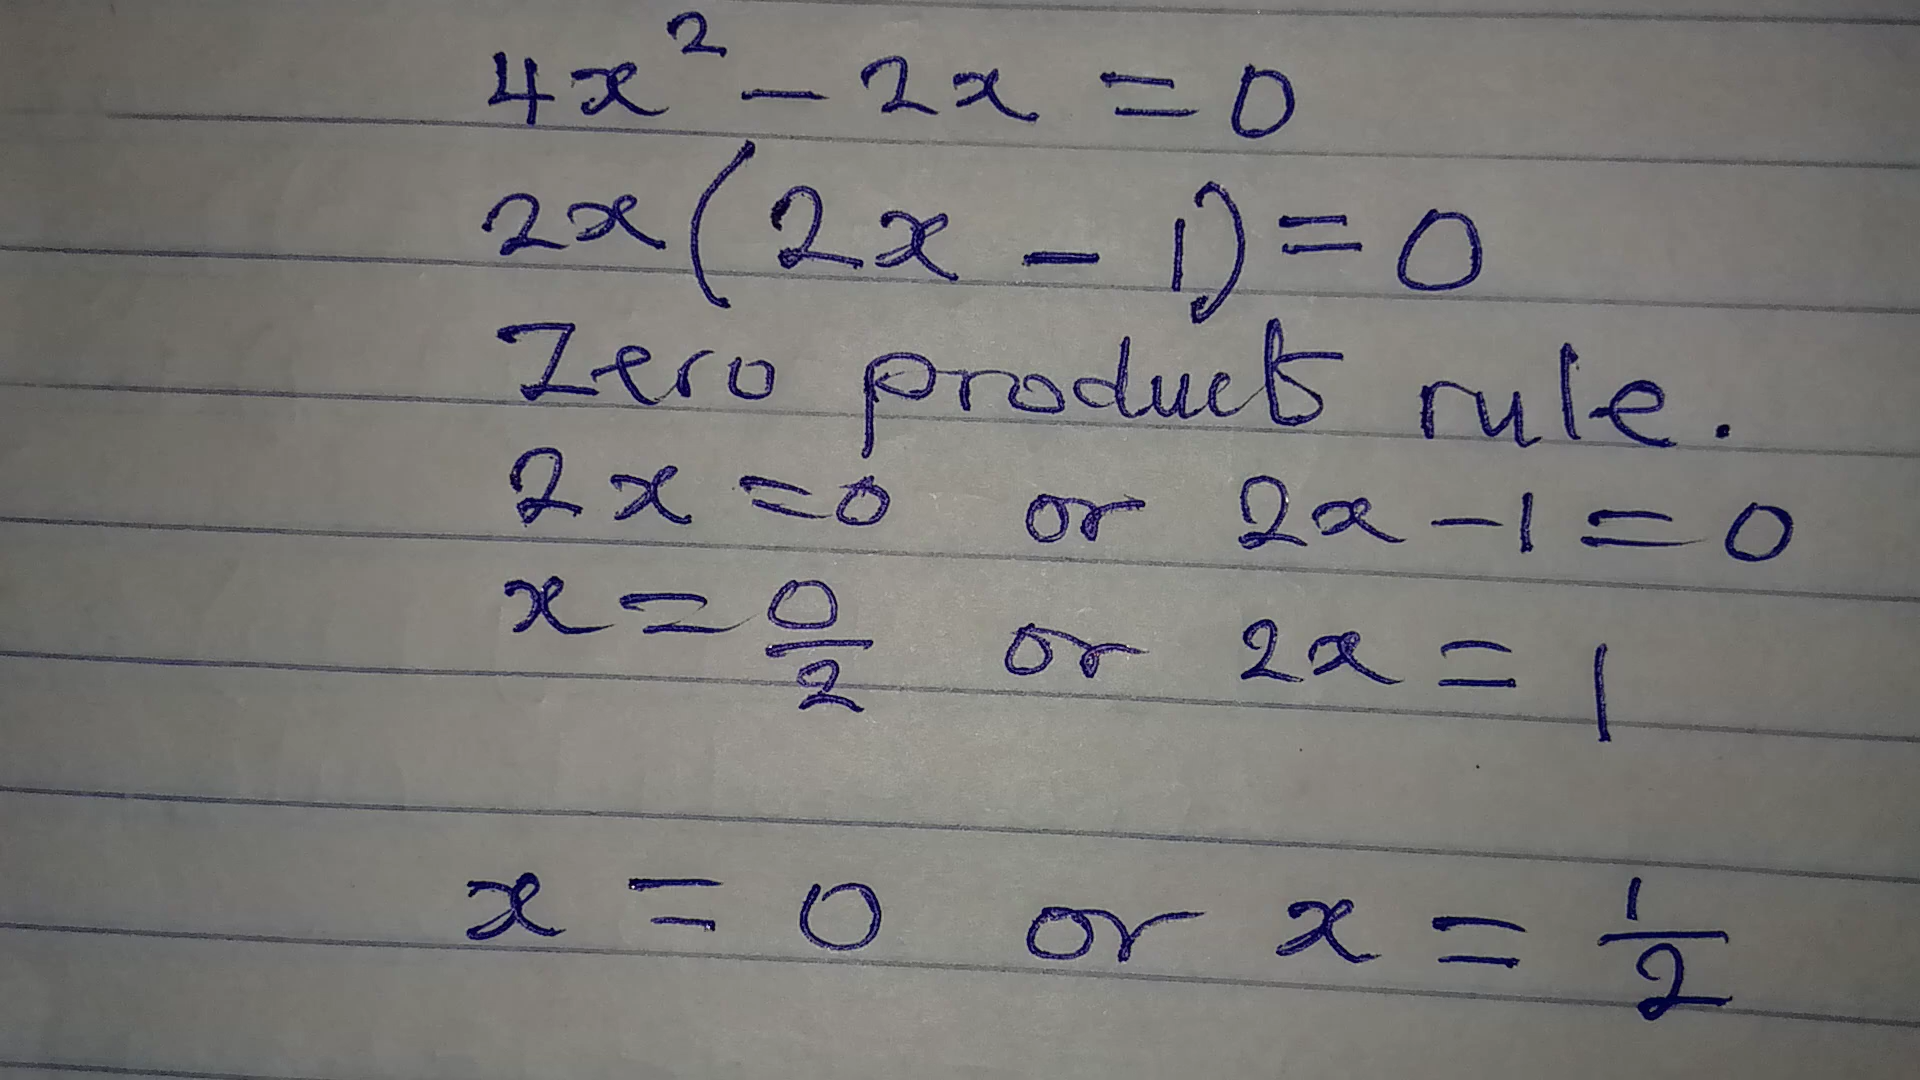 4x² - 2x = 0
2x(2x - 1) = 0
Zero product rule.
2x = 0 or 2x - 1 = 0
x = 0/2 or 2x = 1
x = 0 or x = 1/2